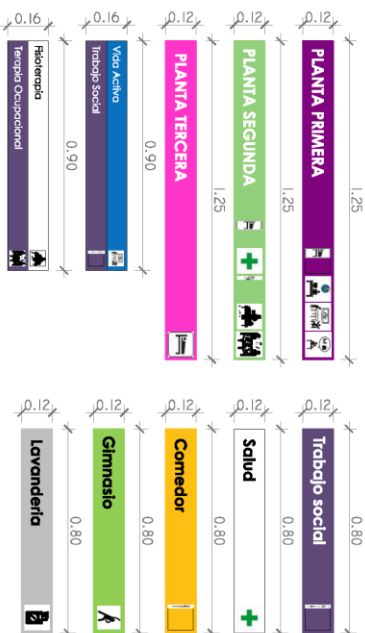 1.25
0.12
PLANTA PRIMERA
1.25
0.12
PLANTA SEGUNDA
1.25
0.12
PLANTA TERCERA
0.90
0.16
Vida Activa
Trabajo Social
0.90
0.16
Fisioterapia
Terapia Ocupacional
0.80
0.12
Trabajo social
0.80
0.12
Salud
0.80
0.12
Comedor
0.80
0.12
Gimnasio
0.80
0.12
Lavanderia